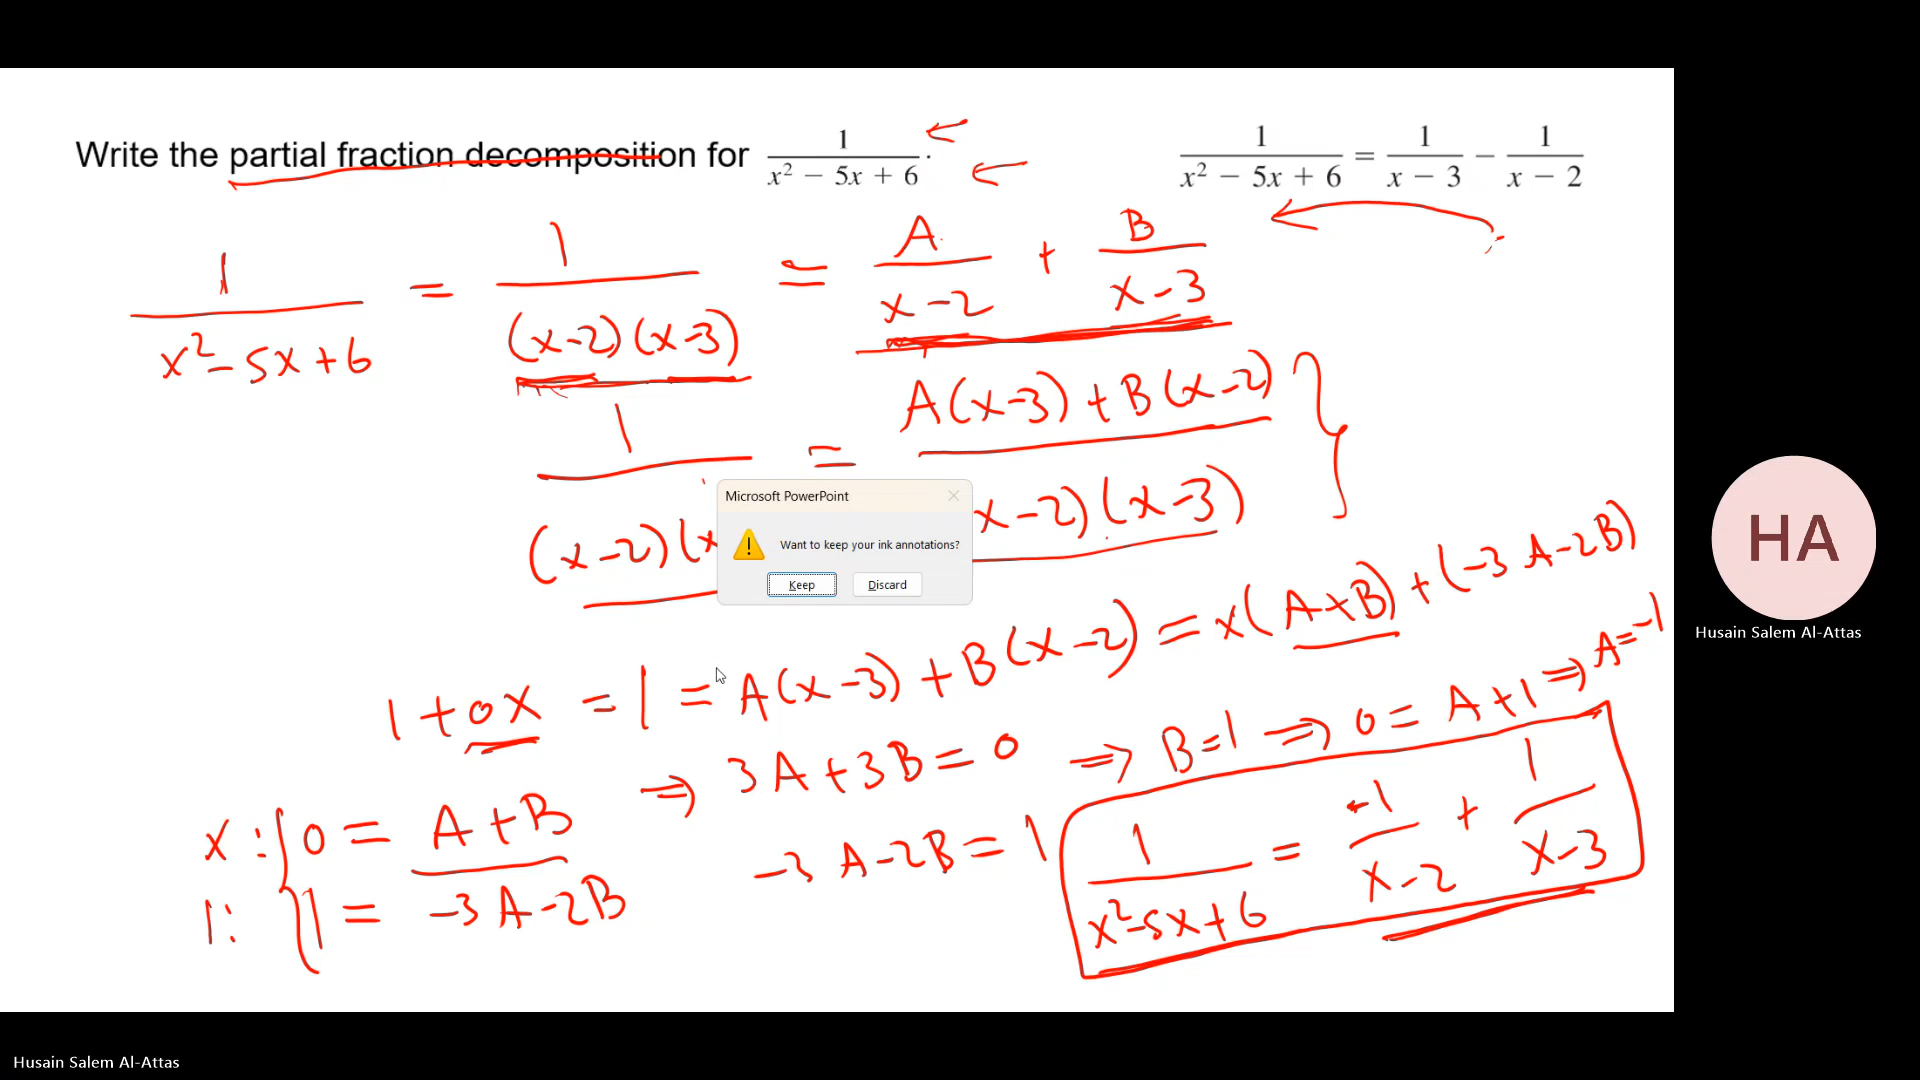 Write the partial fraction decomposition for 1/(x² − 5x + 6).
1/(x² − 5x + 6) = 1/(x − 3) − 1/(x − 2)
1/(x²-5x+6) = 1/((x-2)(x-3)) = A/(x-2) + B/(x-3)
1/((x-2)(x = (A(x-3)+B(x-2))/(x-2)(x-3)
Microsoft PowerPoint
Want to keep your ink annotations?
Keep Discard
1+0x = 1 = A(x-3)+B(x-2) = x(A+B)+(-3A-2B)
x: 0 = A+B ⇒ 3A+3B=0 ⇒ B=1 ⇒ 0=A+1 ⇒ A=-1
1: 1 = -3A-2B
-3A-2B=1
1/(x²-5x+6) = -1/(x-2) + 1/(x-3)
HA
Husain Salem Al-Attas
Husain Salem Al-Attas